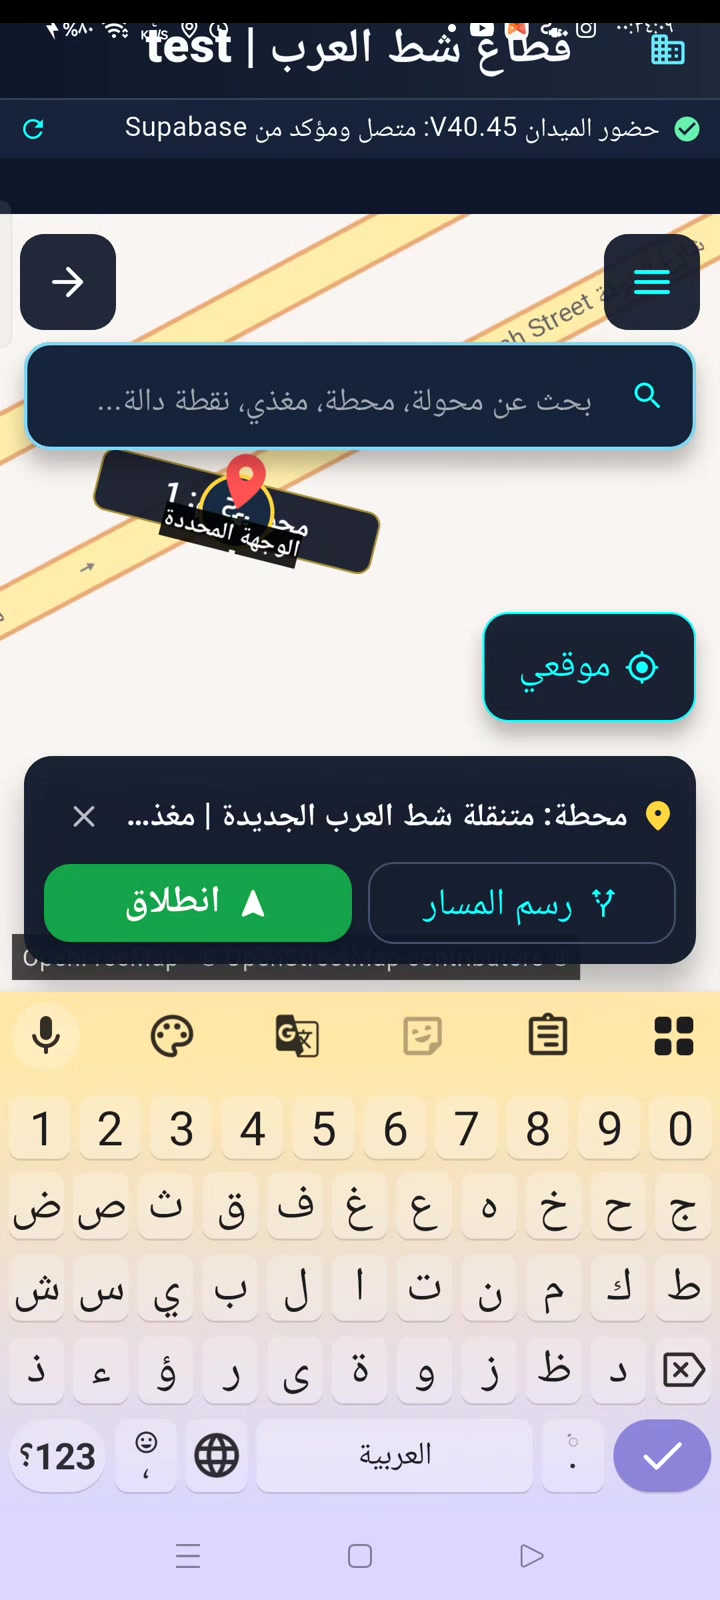 قطاع شط العرب | test
حضور الميدان V40.45: متصل ومؤكد من Supabase
Street
بحث عن محولة، محطة، مغذي، نقطة دالة...
: 1
الوجهة المحددة
موقعي
محطة: متنقلة شط العرب الجديدة | مغذ...
رسم المسار
انطلاق
OpenFreeMap © OpenStreetMap contributors
1 2 3 4 5 6 7 8 9 0
ض ص ث ق ف غ ع ه خ ح ج
ش س ي ب ل ا ت ن م ك ط
ذ ء ؤ ر ى ة و ز ظ د
؟123
العربية